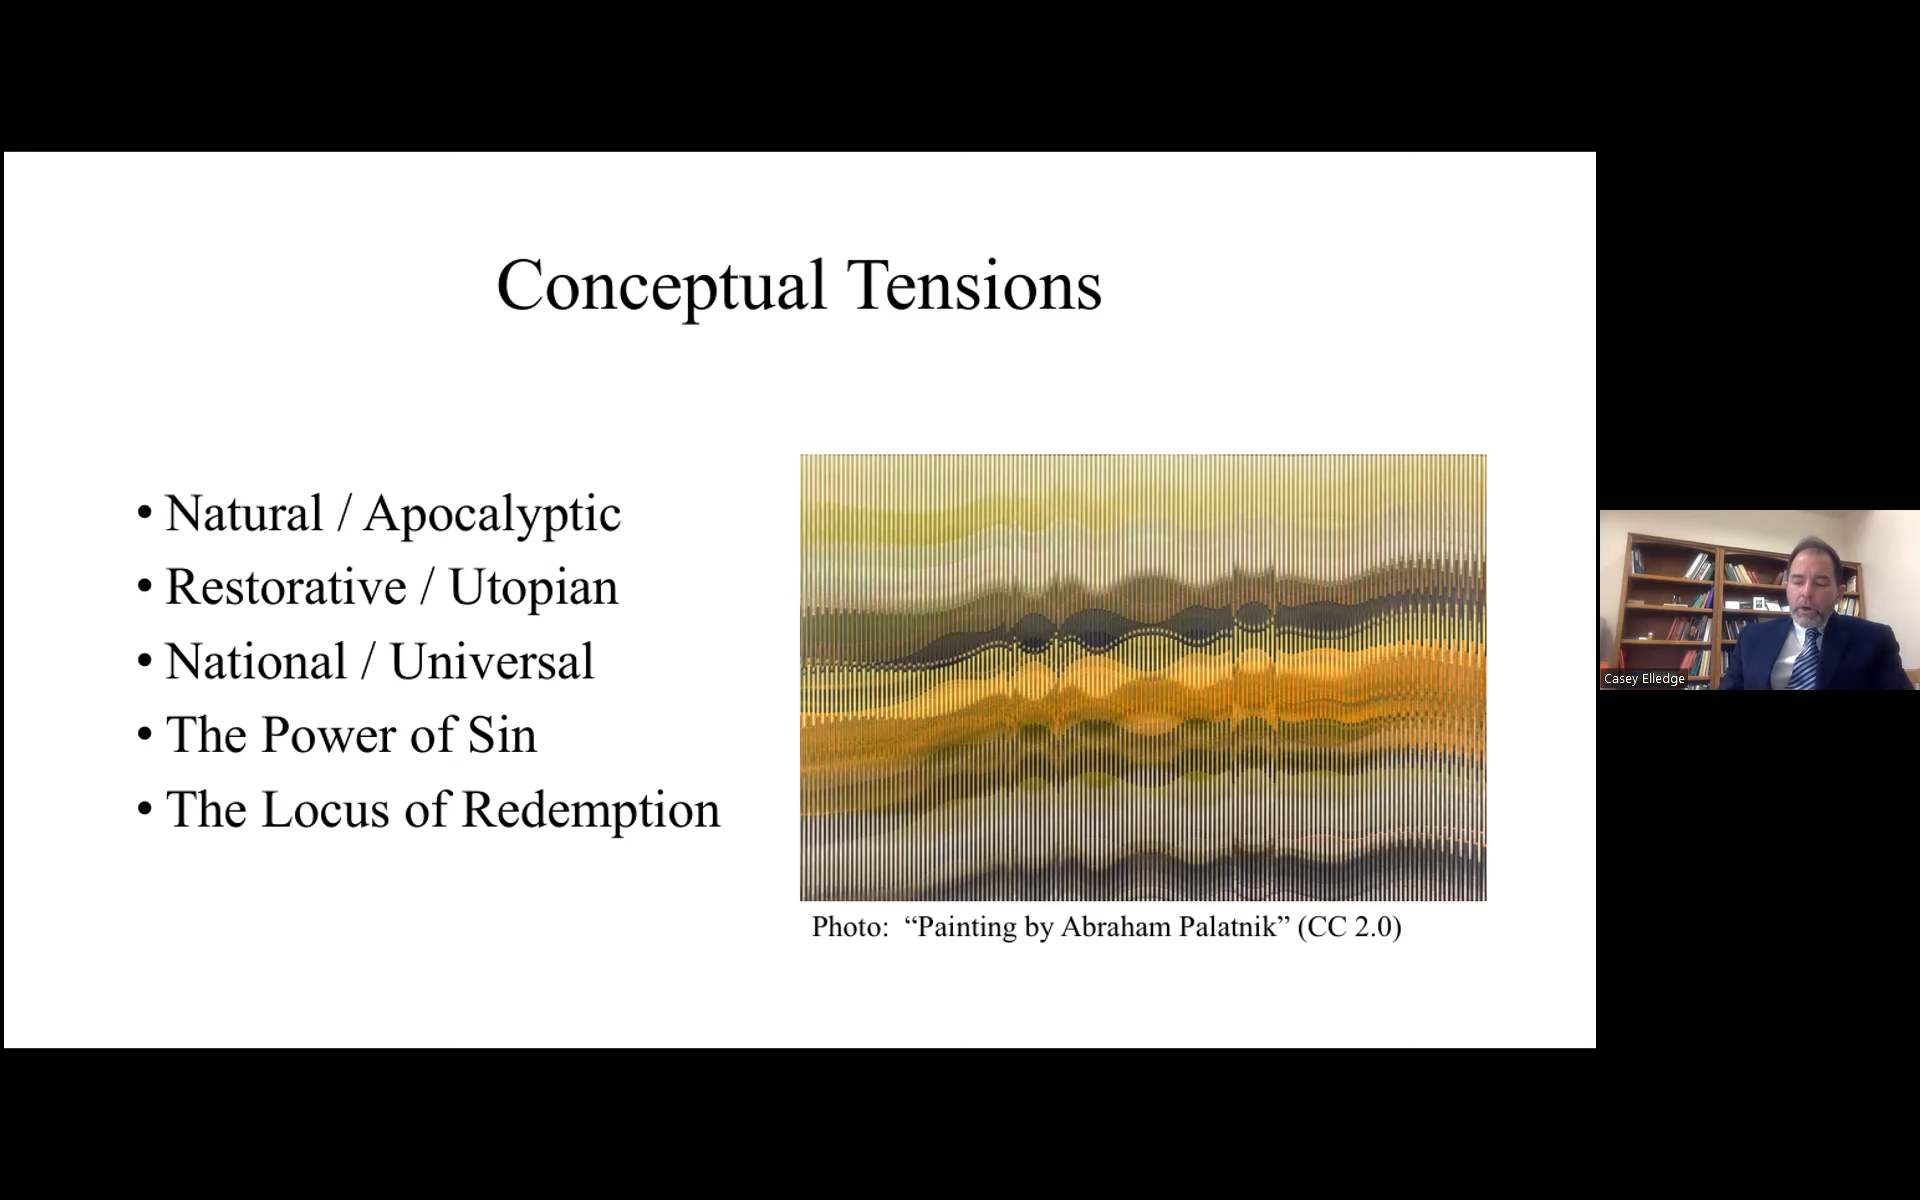 Conceptual Tensions
• Natural / Apocalyptic
• Restorative / Utopian
• National / Universal
• The Power of Sin
• The Locus of Redemption
Photo:  “Painting by Abraham Palatnik” (CC 2.0)
Casey Elledge